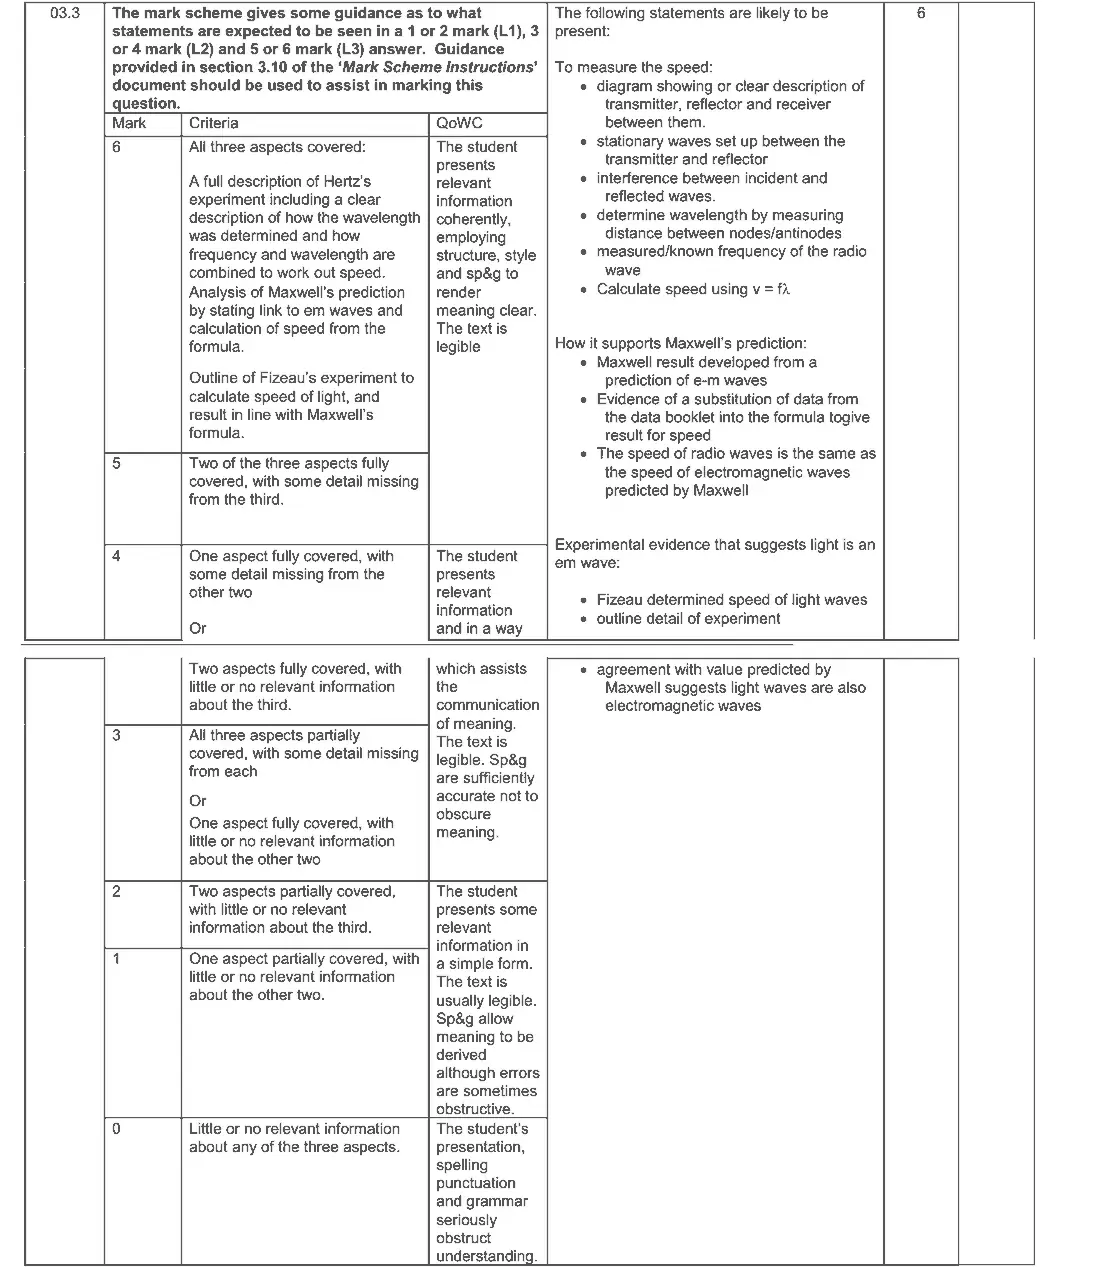 03.3
The mark scheme gives some guidance as to what
statements are expected to be seen in a 1 or 2 mark (L1), 3
or 4 mark (L2) and 5 or 6 mark (L3) answer. Guidance
provided in section 3.10 of the ‘Mark Scheme Instructions’
document should be used to assist in marking this
question.
Mark
Criteria
QoWC
6
All three aspects covered:
A full description of Hertz's
experiment including a clear
description of how the wavelength
was determined and how
frequency and wavelength are
combined to work out speed.
Analysis of Maxwell's prediction
by stating link to em waves and
calculation of speed from the
formula.
Outline of Fizeau's experiment to
calculate speed of light, and
result in line with Maxwell's
formula.
The student
presents
relevant
information
coherently,
employing
structure, style
and sp&g to
render
meaning clear.
The text is
legible
5
Two of the three aspects fully
covered, with some detail missing
from the third.
4
One aspect fully covered, with
some detail missing from the
other two
Or
The student
presents
relevant
information
and in a way
The following statements are likely to be
present:
To measure the speed:
• diagram showing or clear description of
transmitter, reflector and receiver
between them.
• stationary waves set up between the
transmitter and reflector
• interference between incident and
reflected waves.
• determine wavelength by measuring
distance between nodes/antinodes
• measured/known frequency of the radio
wave
• Calculate speed using v = fλ
How it supports Maxwell's prediction:
• Maxwell result developed from a
prediction of e-m waves
• Evidence of a substitution of data from
the data booklet into the formula togive
result for speed
• The speed of radio waves is the same as
the speed of electromagnetic waves
predicted by Maxwell
Experimental evidence that suggests light is an
em wave:
• Fizeau determined speed of light waves
• outline detail of experiment
6
Two aspects fully covered, with
little or no relevant information
about the third.
which assists
the
communication
of meaning.
The text is
legible. Sp&g
are sufficiently
accurate not to
obscure
meaning.
• agreement with value predicted by
Maxwell suggests light waves are also
electromagnetic waves
3
All three aspects partially
covered, with some detail missing
from each
Or
One aspect fully covered, with
little or no relevant information
about the other two
2
Two aspects partially covered,
with little or no relevant
information about the third.
The student
presents some
relevant
information in
a simple form.
The text is
usually legible.
Sp&g allow
meaning to be
derived
although errors
are sometimes
obstructive.
1
One aspect partially covered, with
little or no relevant information
about the other two.
0
Little or no relevant information
about any of the three aspects.
The student's
presentation,
spelling
punctuation
and grammar
seriously
obstruct
understanding.